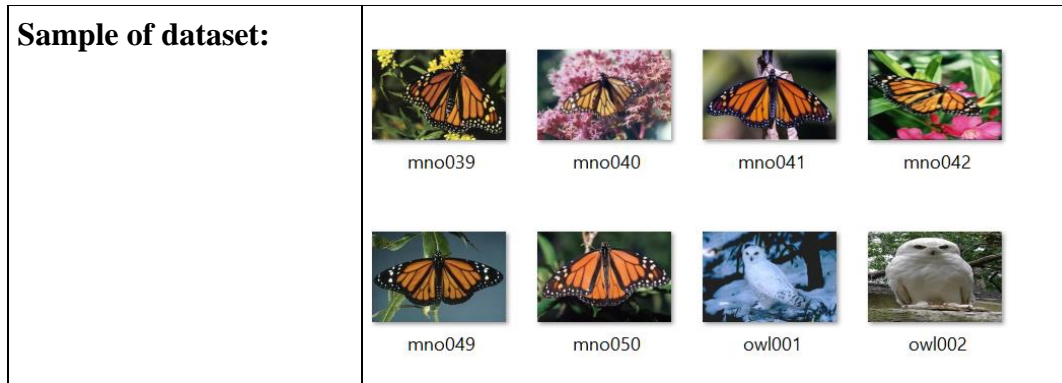 Sample of dataset:
mno039 mno040 mno041 mno042
mno049 mno050 owl001 owl002